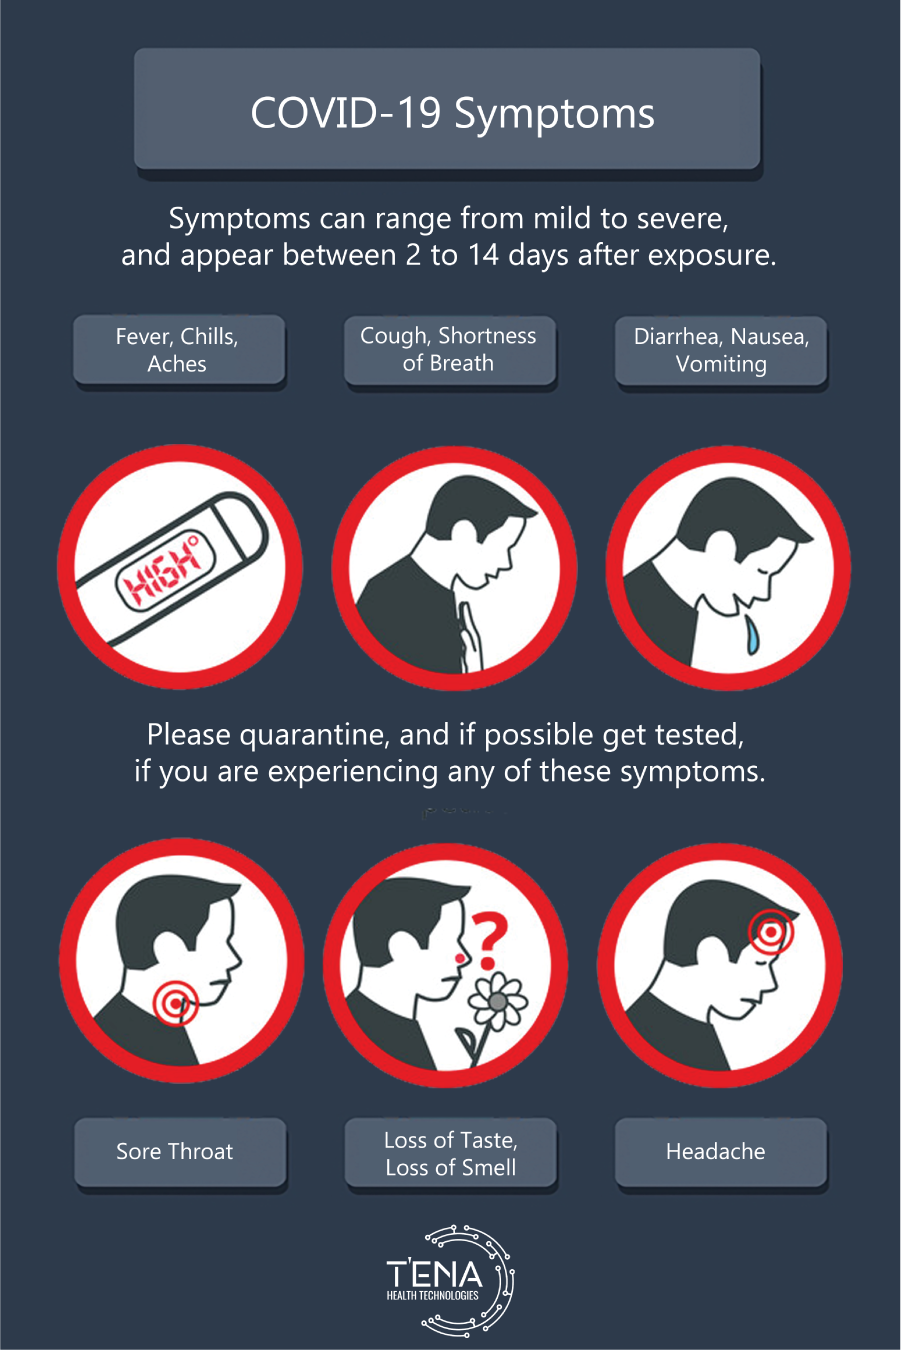 COVID-19 Symptoms
Symptoms can range from mild to severe,
and appear between 2 to 14 days after exposure.
Fever, Chills,
Aches
Cough, Shortness
of Breath
Diarrhea, Nausea,
Vomiting
HIGH°
Please quarantine, and if possible get tested,
if you are experiencing any of these symptoms.
?
Sore Throat
Loss of Taste,
Loss of Smell
Headache
T'ENA
HEALTH TECHNOLOGIES